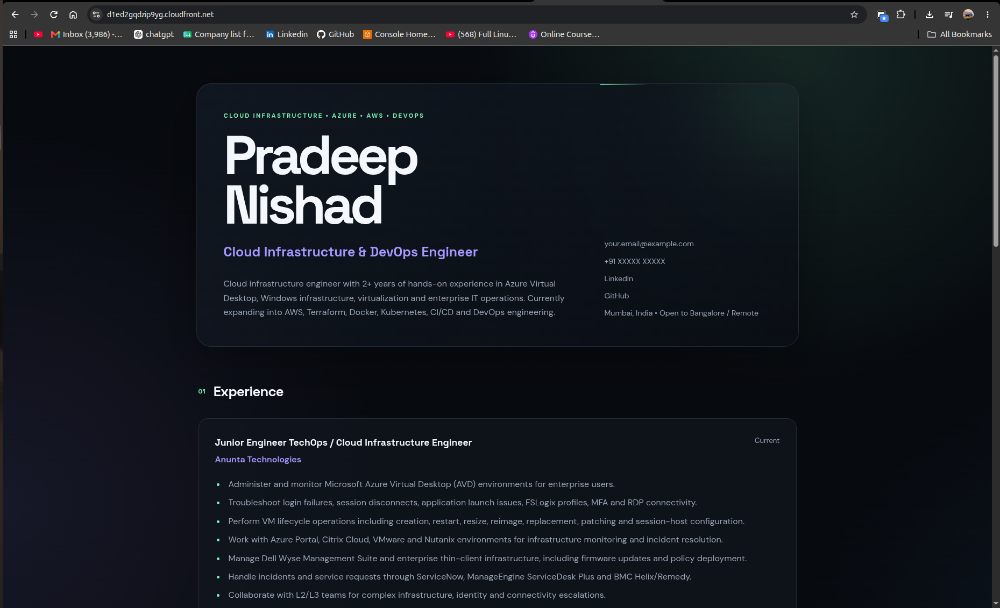 d1ed2gqdzip9yg.cloudfront.net
Inbox (3,986) -...
chatgpt
Company list f...
Linkedin
GitHub
Console Home...
(568) Full Linu...
Online Course...
All Bookmarks
CLOUD INFRASTRUCTURE • AZURE • AWS • DEVOPS
Pradeep
Nishad
Cloud Infrastructure & DevOps Engineer
Cloud infrastructure engineer with 2+ years of hands-on experience in Azure Virtual
Desktop, Windows infrastructure, virtualization and enterprise IT operations. Currently
expanding into AWS, Terraform, Docker, Kubernetes, CI/CD and DevOps engineering.
your.email@example.com
+91 XXXXX XXXXX
LinkedIn
GitHub
Mumbai, India • Open to Bangalore / Remote
01 Experience
Junior Engineer TechOps / Cloud Infrastructure Engineer
Current
Anunta Technologies
• Administer and monitor Microsoft Azure Virtual Desktop (AVD) environments for enterprise users.
• Troubleshoot login failures, session disconnects, application launch issues, FSLogix profiles, MFA and RDP connectivity.
• Perform VM lifecycle operations including creation, restart, resize, reimage, replacement, patching and session-host configuration.
• Work with Azure Portal, Citrix Cloud, VMware and Nutanix environments for infrastructure monitoring and incident resolution.
• Manage Dell Wyse Management Suite and enterprise thin-client infrastructure, including firmware updates and policy deployment.
• Handle incidents and service requests through ServiceNow, ManageEngine ServiceDesk Plus and BMC Helix/Remedy.
• Collaborate with L2/L3 teams for complex infrastructure, identity and connectivity escalations.